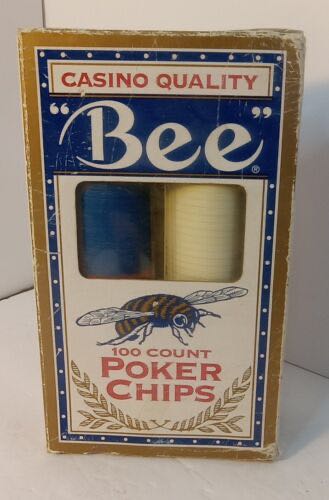 CASINO QUALITY
"Bee"®
100 COUNT
POKER
CHIPS